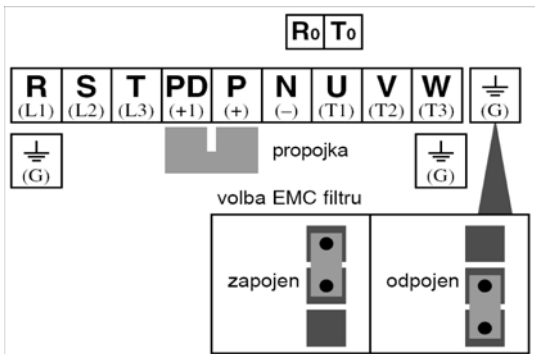 R0 T0
R S T PD P N U V W ⏚
(L1) (L2) (L3) (+1) (+) (–) (T1) (T2) (T3) (G)
⏚ propojka ⏚
(G) (G)
volba EMC filtru
zapojen odpojen